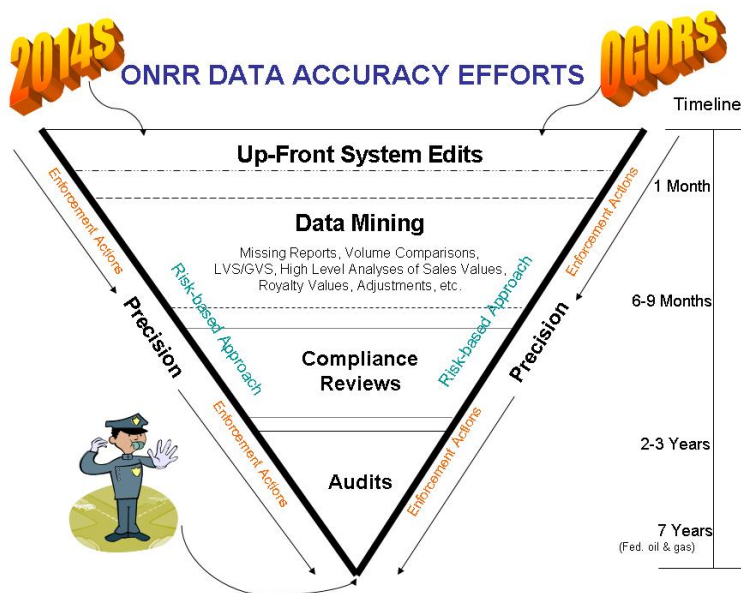 2014S
OGORS
ONRR DATA ACCURACY EFFORTS
Timeline
Up-Front System Edits
1 Month
Enforcement Actions
Enforcement Actions
Data Mining
Missing Reports, Volume Comparisons,
LVS/GVS, High Level Analyses of Sales Values,
Royalty Values, Adjustments, etc.
Risk-based Approach
Risk-based Approach
6-9 Months
Precision
Precision
Compliance
Reviews
Enforcement Actions
Enforcement Actions
2-3 Years
Audits
7 Years
(Fed. oil & gas)